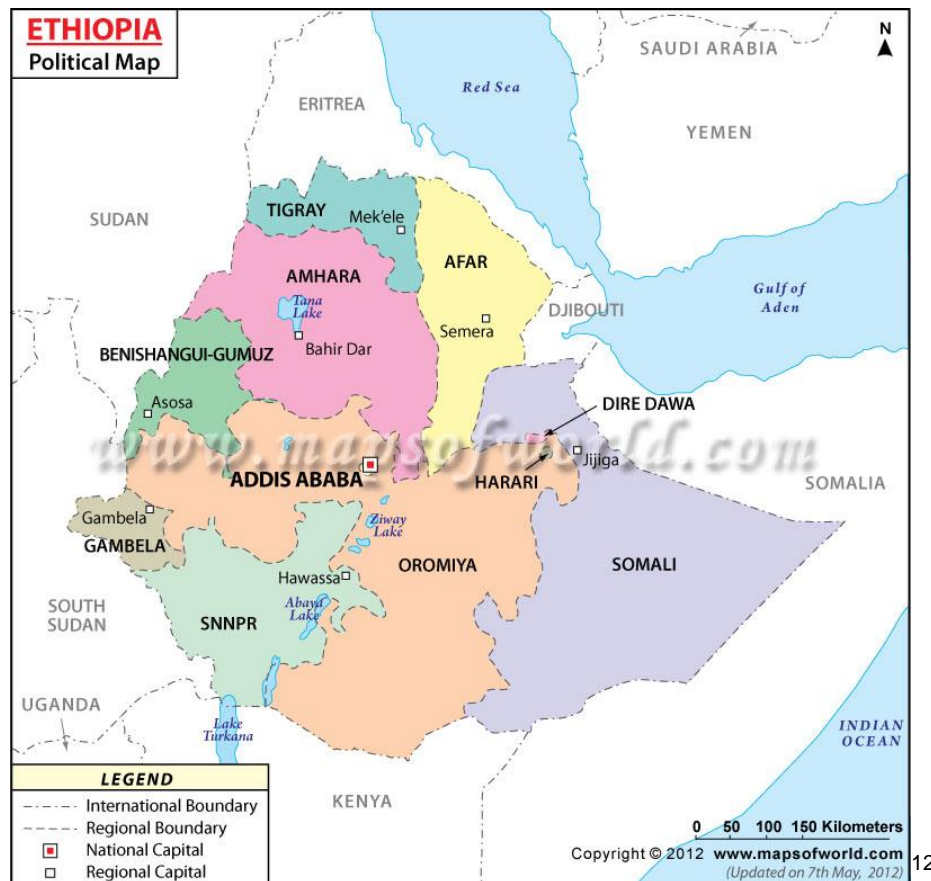 ETHIOPIA
Political Map
N
SAUDI ARABIA
Red Sea
ERITREA
YEMEN
SUDAN
TIGRAY
Mek'ele
AFAR
AMHARA
Tana
Lake
Gulf of
Aden
DJIBOUTI
Semera
Bahir Dar
BENISHANGUI-GUMUZ
Asosa
DIRE DAWA
www.mapsofworld.com
Jijiga
ADDIS ABABA
HARARI
SOMALIA
Gambela
Ziway
Lake
GAMBELA
OROMIYA
SOMALI
Hawassa
SOUTH
SUDAN
Abaya
Lake
SNNPR
UGANDA
Lake
Turkana
INDIAN
OCEAN
KENYA
LEGEND
International Boundary
Regional Boundary
National Capital
Regional Capital
0 50 100 150 Kilometers
Copyright © 2012 www.mapsofworld.com
(Updated on 7th May, 2012)
12